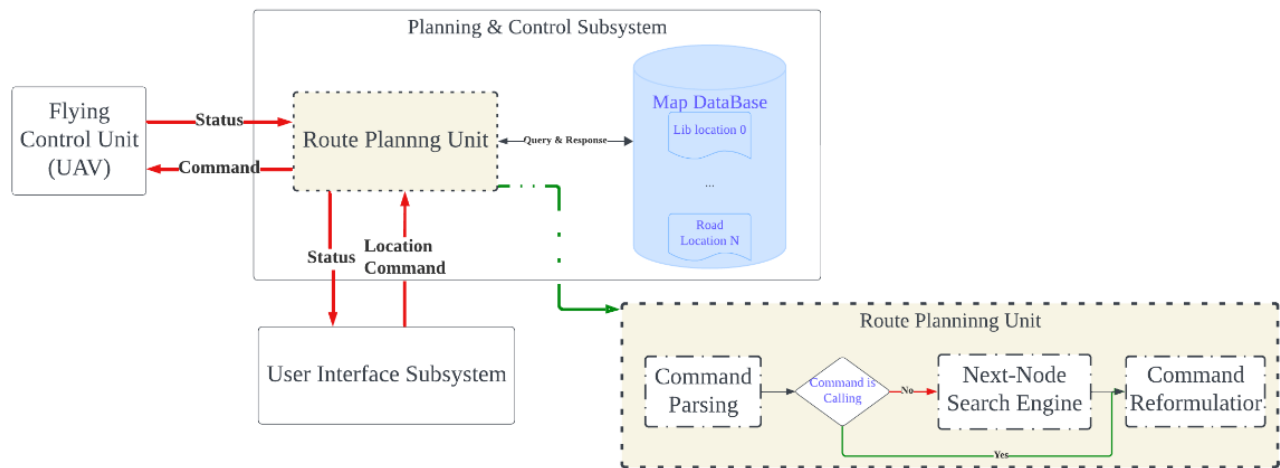 Planning & Control Subsystem
Flying
Control Unit
(UAV)
Status
Command
Route Plannng Unit
Query & Response
Map DataBase
Lib location 0
...
Road
Location N
Status
Location
Command
User Interface Subsystem
Route Planninng Unit
Command
Parsing
Command is
Calling
No
Next-Node
Search Engine
Command
Reformulatior
Yes